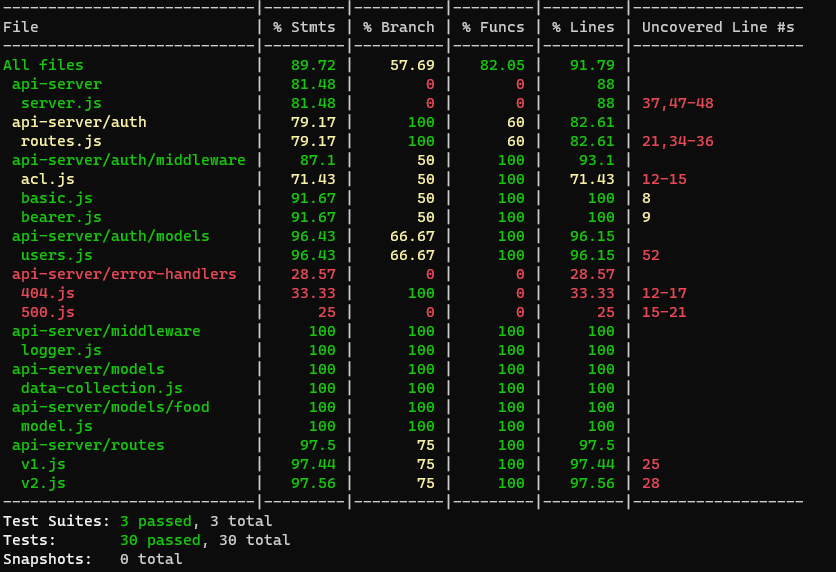 ---------------------------|---------|----------|---------|---------|-------------------
File                       | % Stmts | % Branch | % Funcs | % Lines | Uncovered Line #s
---------------------------|---------|----------|---------|---------|-------------------
All files                  |   89.72 |    57.69 |   82.05 |   91.79 |
 api-server                |   81.48 |        0 |       0 |      88 |
  server.js                |   81.48 |        0 |       0 |      88 | 37,47-48
 api-server/auth           |   79.17 |      100 |      60 |   82.61 |
  routes.js                |   79.17 |      100 |      60 |   82.61 | 21,34-36
 api-server/auth/middleware |    87.1 |       50 |     100 |    93.1 |
  acl.js                   |   71.43 |       50 |     100 |   71.43 | 12-15
  basic.js                 |   91.67 |       50 |     100 |     100 | 8
  bearer.js                |   91.67 |       50 |     100 |     100 | 9
 api-server/auth/models    |   96.43 |    66.67 |     100 |   96.15 |
  users.js                 |   96.43 |    66.67 |     100 |   96.15 | 52
 api-server/error-handlers |   28.57 |        0 |       0 |   28.57 |
  404.js                   |   33.33 |      100 |       0 |   33.33 | 12-17
  500.js                   |      25 |        0 |       0 |      25 | 15-21
 api-server/middleware     |     100 |      100 |     100 |     100 |
  logger.js                |     100 |      100 |     100 |     100 |
 api-server/models         |     100 |      100 |     100 |     100 |
  data-collection.js       |     100 |      100 |     100 |     100 |
 api-server/models/food    |     100 |      100 |     100 |     100 |
  model.js                 |     100 |      100 |     100 |     100 |
 api-server/routes         |    97.5 |       75 |     100 |    97.5 |
  v1.js                    |   97.44 |       75 |     100 |   97.44 | 25
  v2.js                    |   97.56 |       75 |     100 |   97.56 | 28
---------------------------|---------|----------|---------|---------|-------------------
Test Suites: 3 passed, 3 total
Tests:       30 passed, 30 total
Snapshots:   0 total